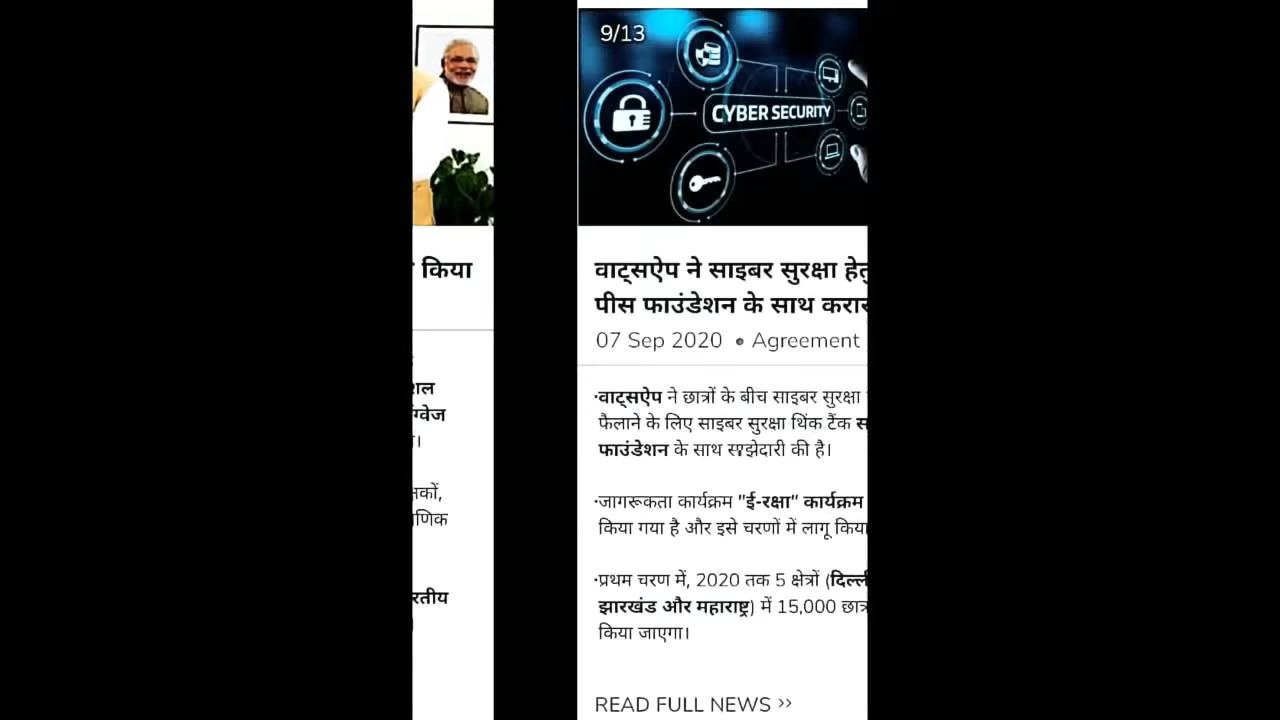 किया
ग्वेज
णिक
रतीय
9/13
CYBER SECURITY
वाट्सऐप ने साइबर सुरक्षा हेतु
पीस फाउंडेशन के साथ
07 Sep 2020 • Agreement
·वाट्सऐप ने छात्रों के बीच साइबर सुरक्षा
फैलाने के लिए साइबर सुरक्षा थिंक टैंक
फाउंडेशन के साथ की है।
·जागरूकता कार्यक्रम "ई-रक्षा" कार्यक्रम
किया गया है और इसे चरणों में लागू किया
·प्रथम चरण में, 2020 तक 5 क्षेत्रों (दिल्ली
झारखंड और महाराष्ट्र) में 15,000 छात्र
किया जाएगा।
READ FULL NEWS >>